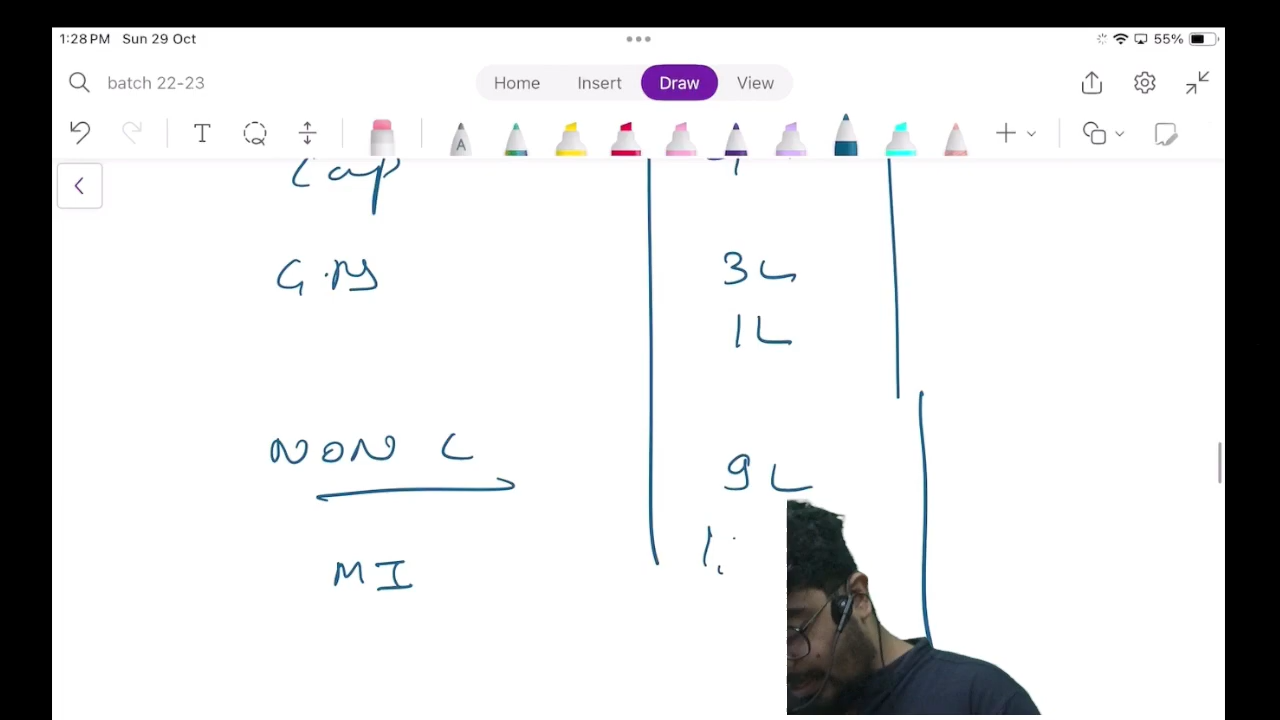 1:28 PM Sun 29 Oct 55%
batch 22-23 Home Insert Draw View
T A
Cap
3L
1L
NON C
9L
MI